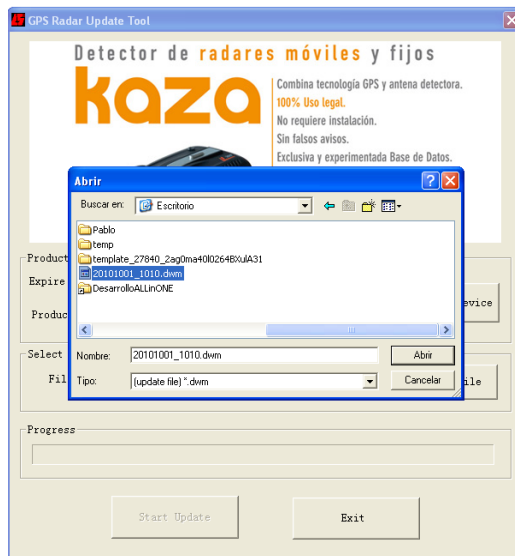 GPS Radar Update Tool
Detector de radares móviles y fijos
kaza
Combina tecnología GPS y antena detectora.
100% Uso legal.
No requiere instalación.
Sin falsos avisos.
Exclusiva y experimentada Base de Datos.
Abrir
Buscar en:
Escritorio
Pablo
temp
template_27840_2ag0ma40l0264BXulA31
20101001_1010.dwm
DesarrolloALLinONE
Product
Expire
Produc
evice
Nombre:
20101001_1010.dwm
Abrir
Tipo:
(update file) *.dwm
Cancelar
Select
Fil
ile
Progress
Start Update
Exit